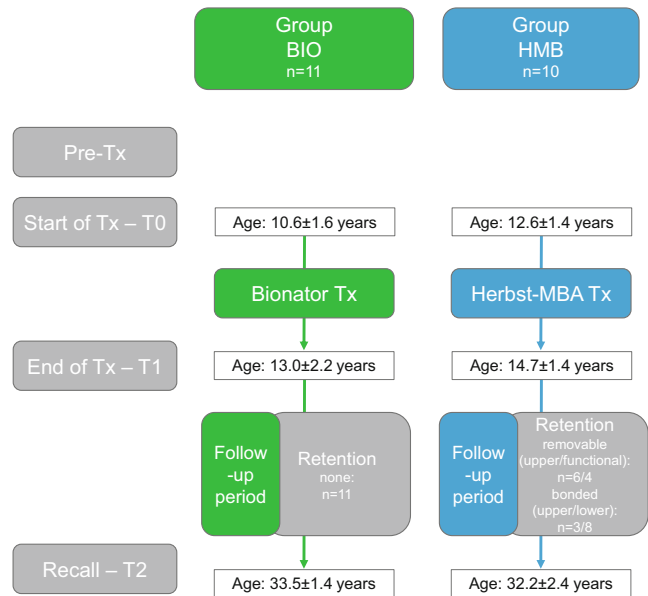 Group
BIO
n=11
Group
HMB
n=10
Pre-Tx
Start of Tx – T0
Age: 10.6±1.6 years
Age: 12.6±1.4 years
Bionator Tx
Herbst-MBA Tx
End of Tx – T1
Age: 13.0±2.2 years
Age: 14.7±1.4 years
Follow
-up
period
Retention
none:
n=11
Follow
-up
period
Retention
removable
(upper/functional):
n=6/4
bonded
(upper/lower):
n=3/8
Recall – T2
Age: 33.5±1.4 years
Age: 32.2±2.4 years